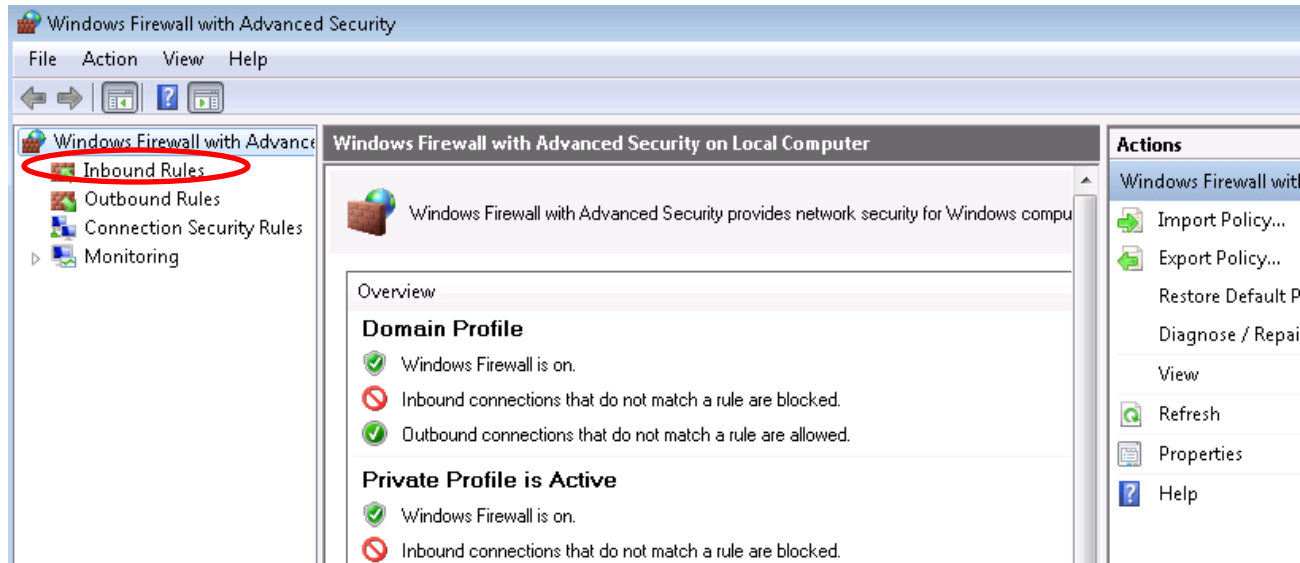 Windows Firewall with Advanced Security
File Action View Help
Windows Firewall with Advance
Inbound Rules
Outbound Rules
Connection Security Rules
Monitoring
Windows Firewall with Advanced Security on Local Computer
Windows Firewall with Advanced Security provides network security for Windows compu
Overview
Domain Profile
Windows Firewall is on.
Inbound connections that do not match a rule are blocked.
Outbound connections that do not match a rule are allowed.
Private Profile is Active
Windows Firewall is on.
Inbound connections that do not match a rule are blocked.
Actions
Windows Firewall with
Import Policy...
Export Policy...
Restore Default P
Diagnose / Repai
View
Refresh
Properties
Help